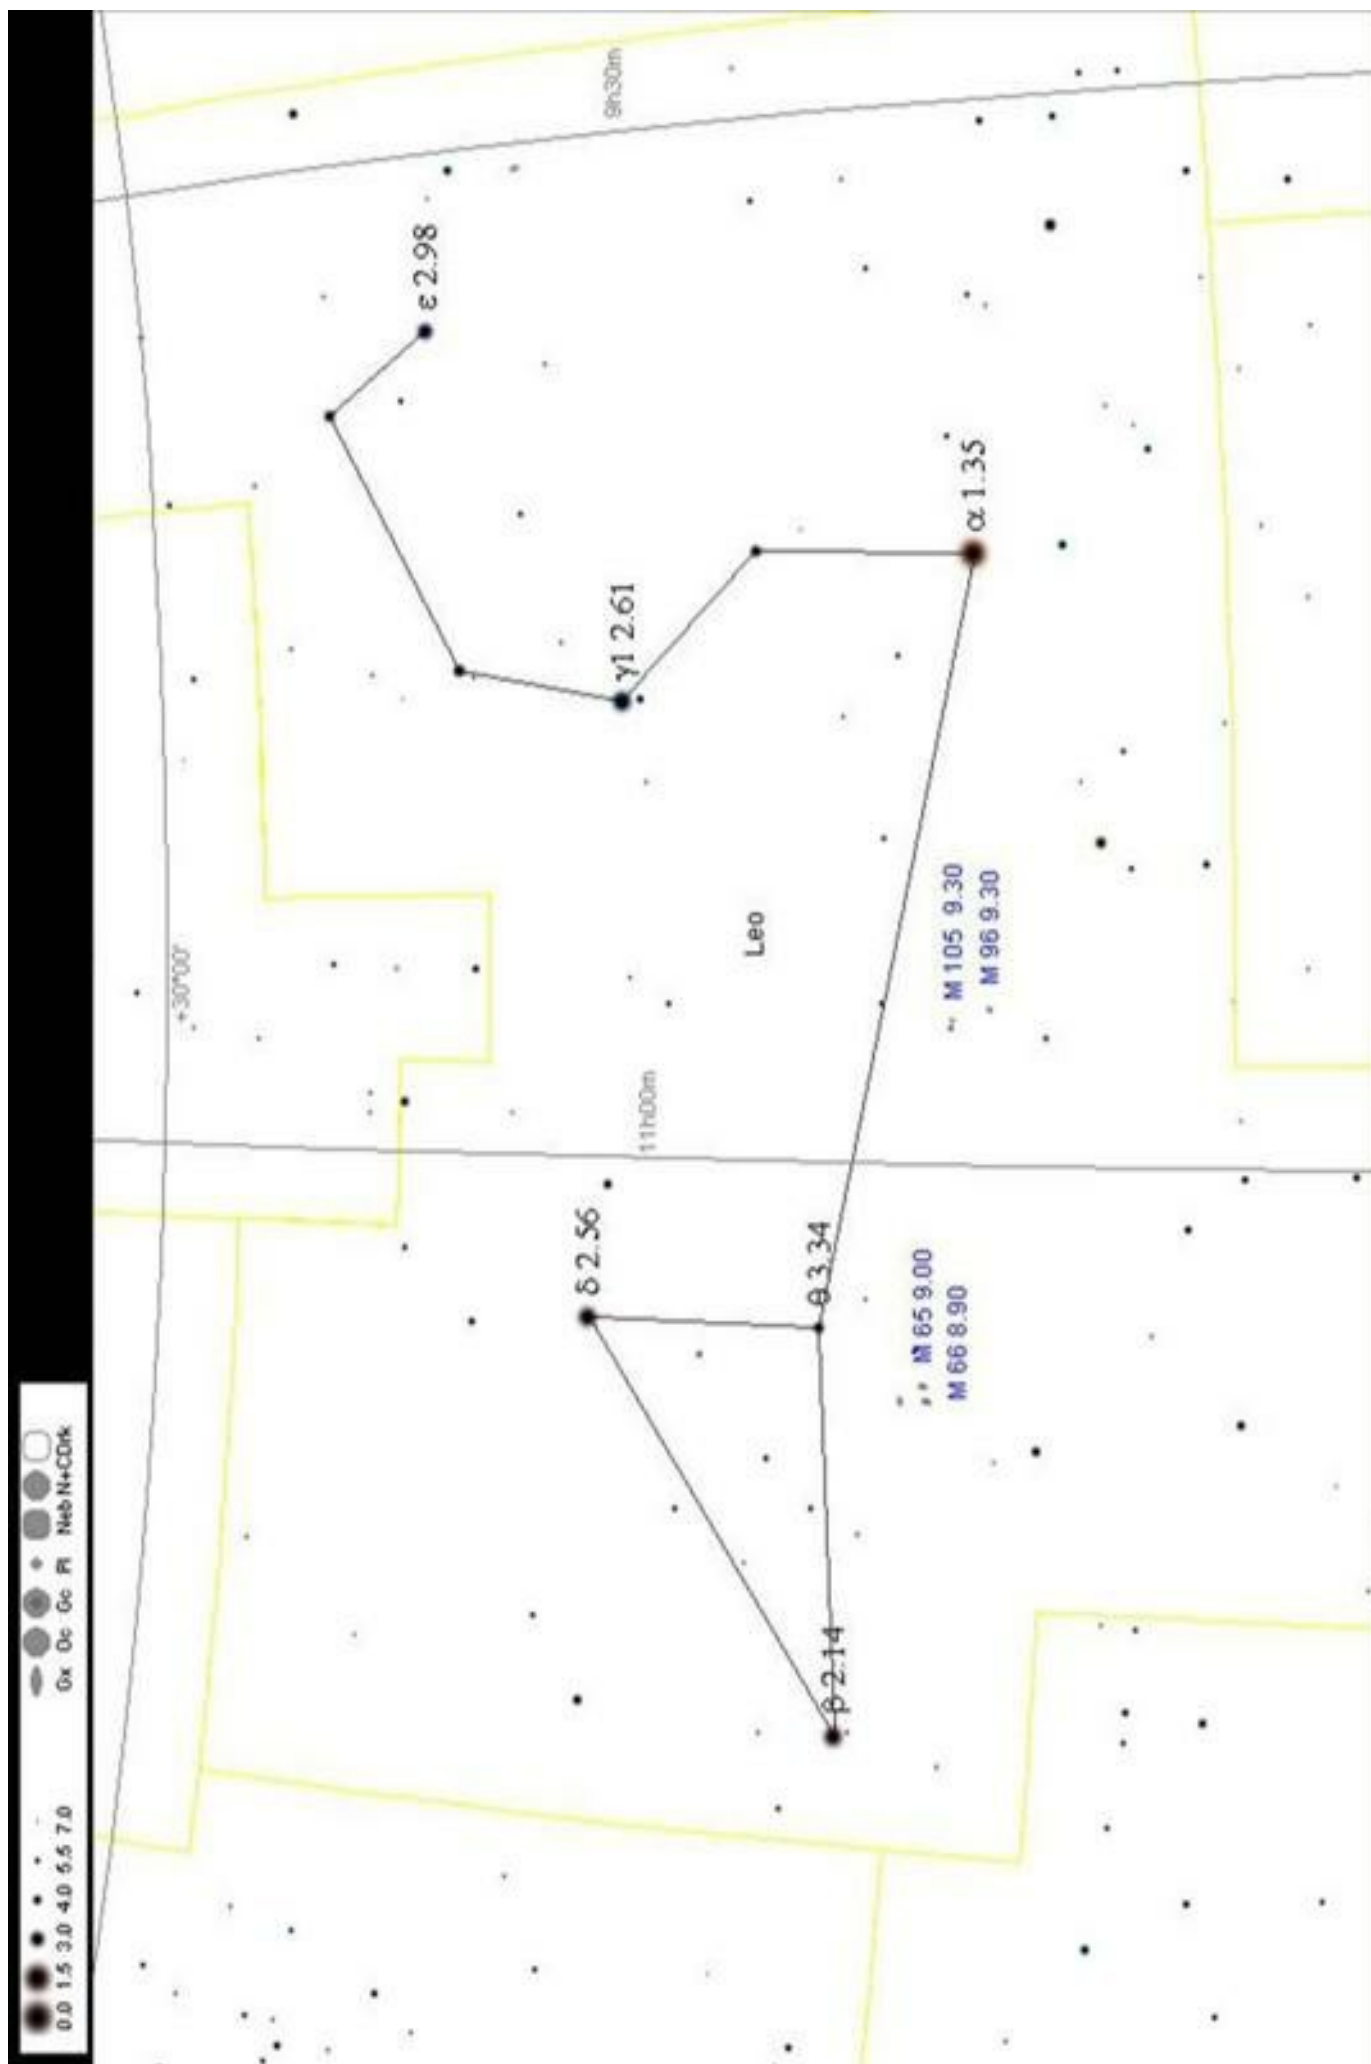 9h30m
ε 2.98
+30°00'
γ1 2.61
α 1.35
Leo
M 105 9.30
M 96 9.30
11h00m
δ 2.56
θ 3.34
M 65 9.00
M 66 8.90
β 2.14
0.0 1.5 3.0 4.0 5.5 7.0
Gx Oc Gc Pl Neb N+C Drk